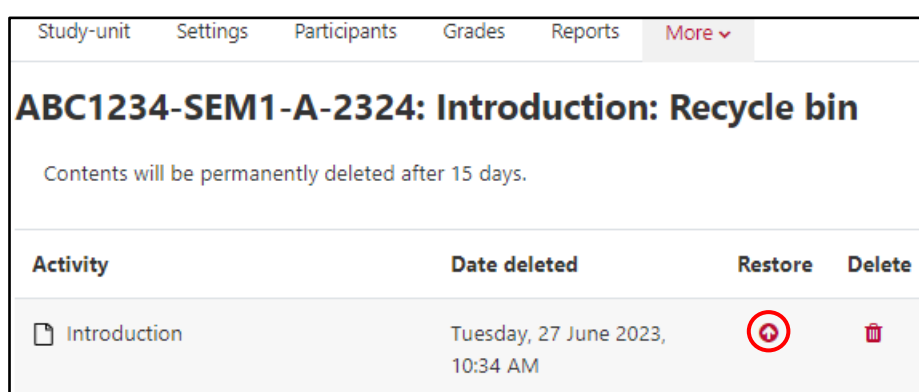 Study-unit Settings Participants Grades Reports More
ABC1234-SEM1-A-2324: Introduction: Recycle bin
Contents will be permanently deleted after 15 days.
Activity Date deleted Restore Delete
Introduction Tuesday, 27 June 2023,
10:34 AM